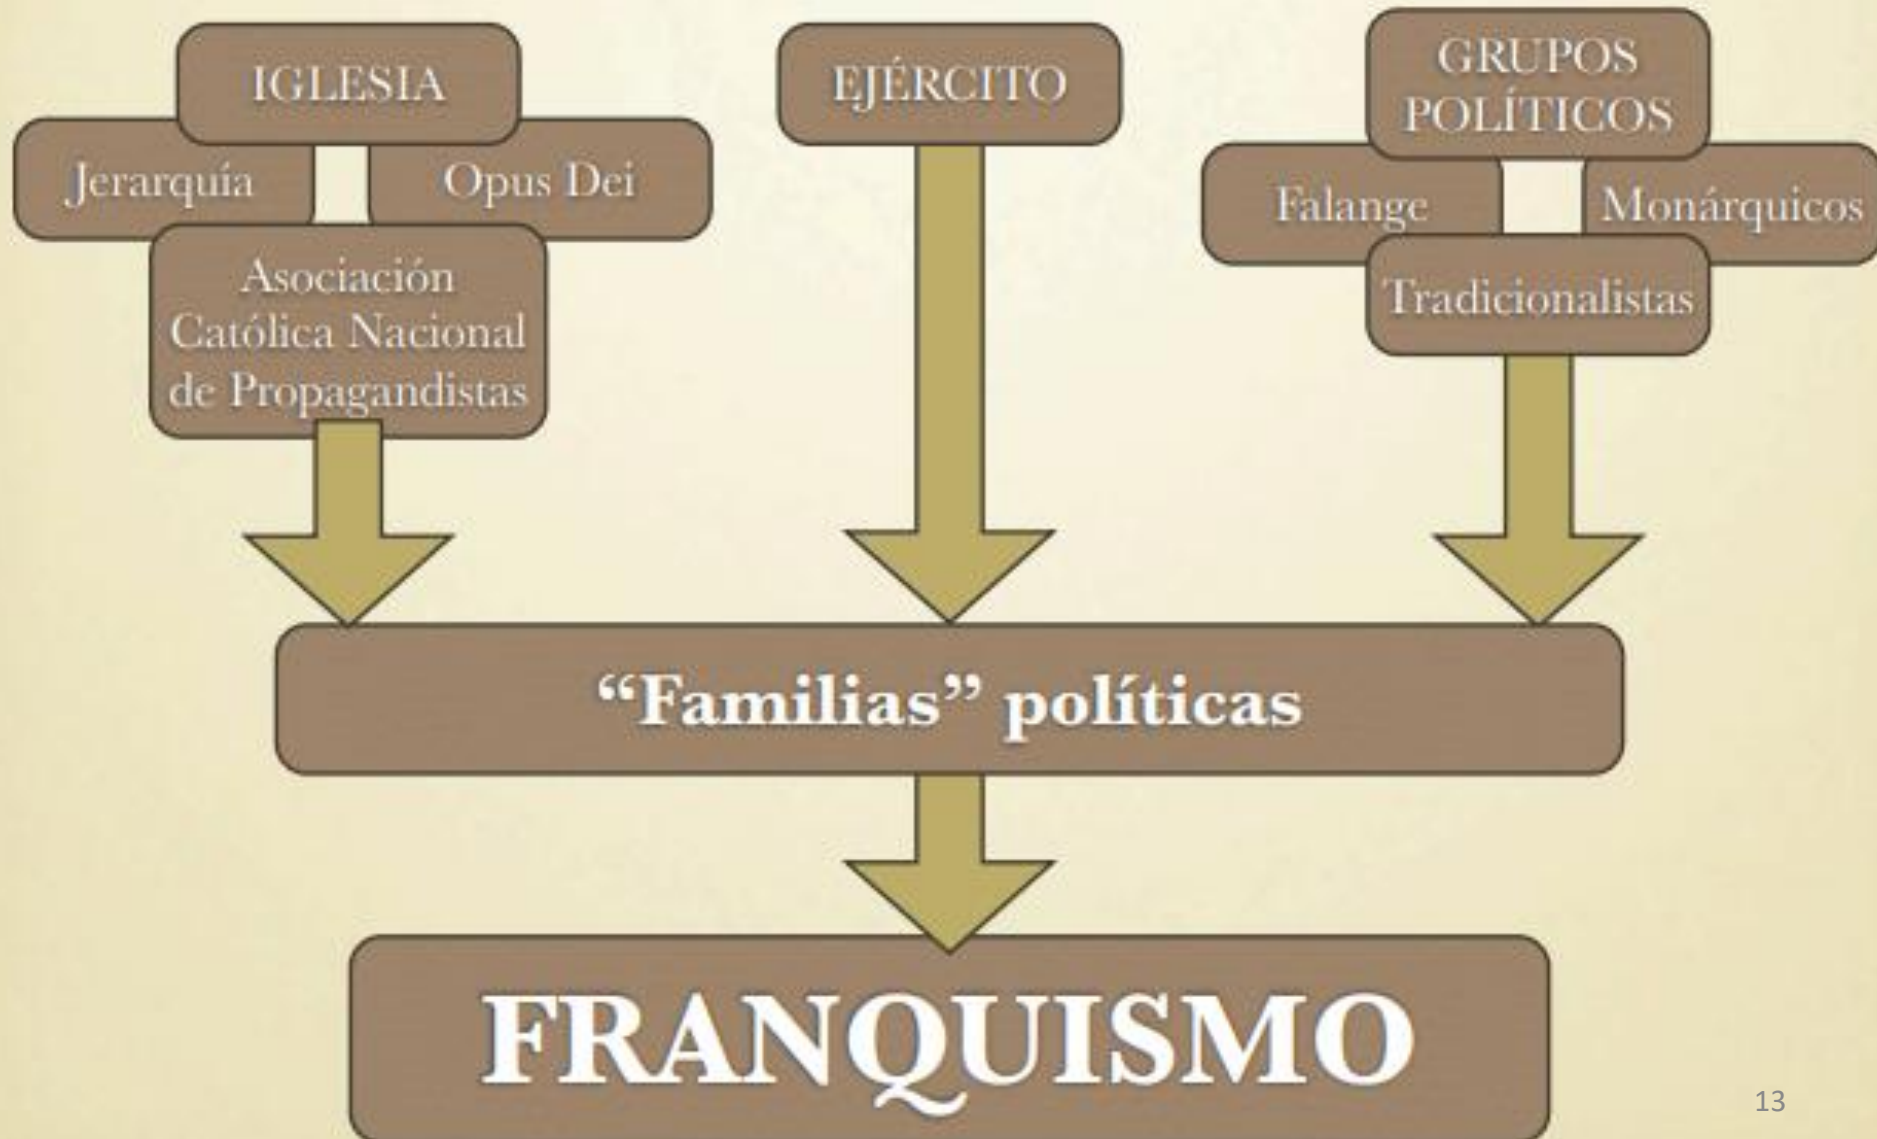 IGLESIA
Jerarquía
Opus Dei
Asociación
Católica Nacional
de Propagandistas
EJÉRCITO
GRUPOS
POLÍTICOS
Falange
Monárquicos
Tradicionalistas
“Familias” políticas
FRANQUISMO
13